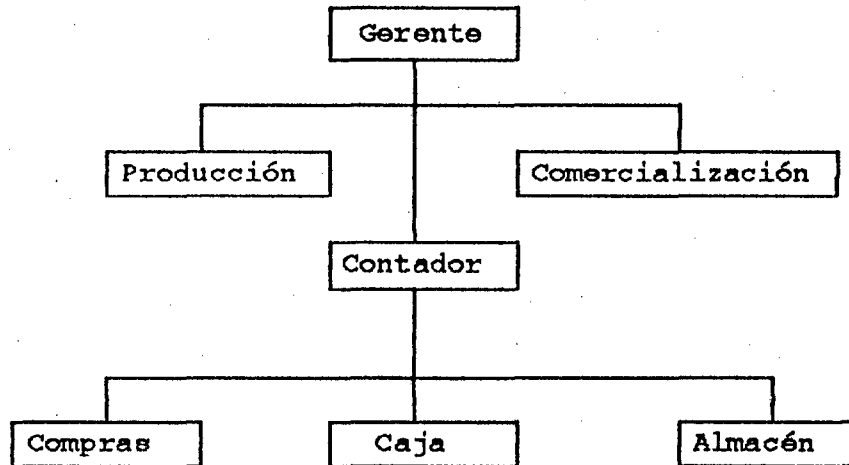 Gerente
Producción Comercialización
Contador
Compras Caja Almacén